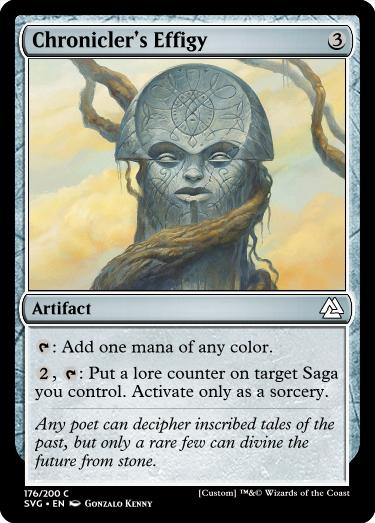 Chronicler's Effigy 3
Artifact
: Add one mana of any color.
2 , : Put a lore counter on target Saga
you control. Activate only as a sorcery.
Any poet can decipher inscribed tales of the
past, but only a rare few can divine the
future from stone.
176/200 C
SVG • EN Gonzalo Kenny
[Custom] ™&© Wizards of the Coast